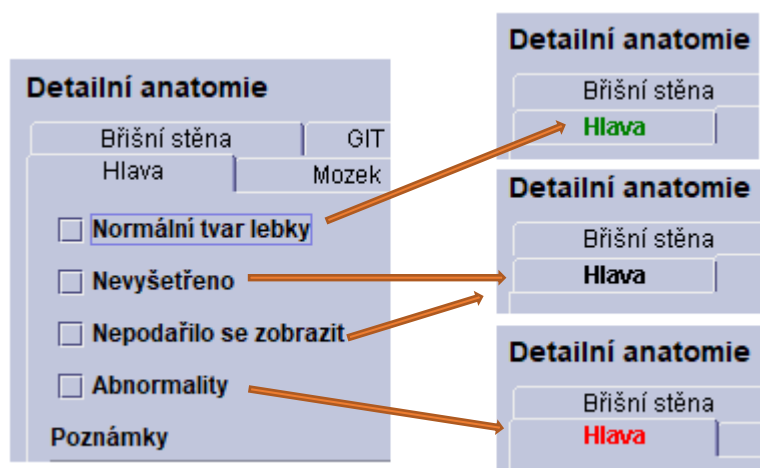 Detailní anatomie
Břišní stěna GIT
Hlava Mozek
Normální tvar lebky
Nevyšetřeno
Nepodařilo se zobrazit
Abnormality
Poznámky
Detailní anatomie
Břišní stěna
Hlava
Detailní anatomie
Břišní stěna
Hlava
Detailní anatomie
Břišní stěna
Hlava